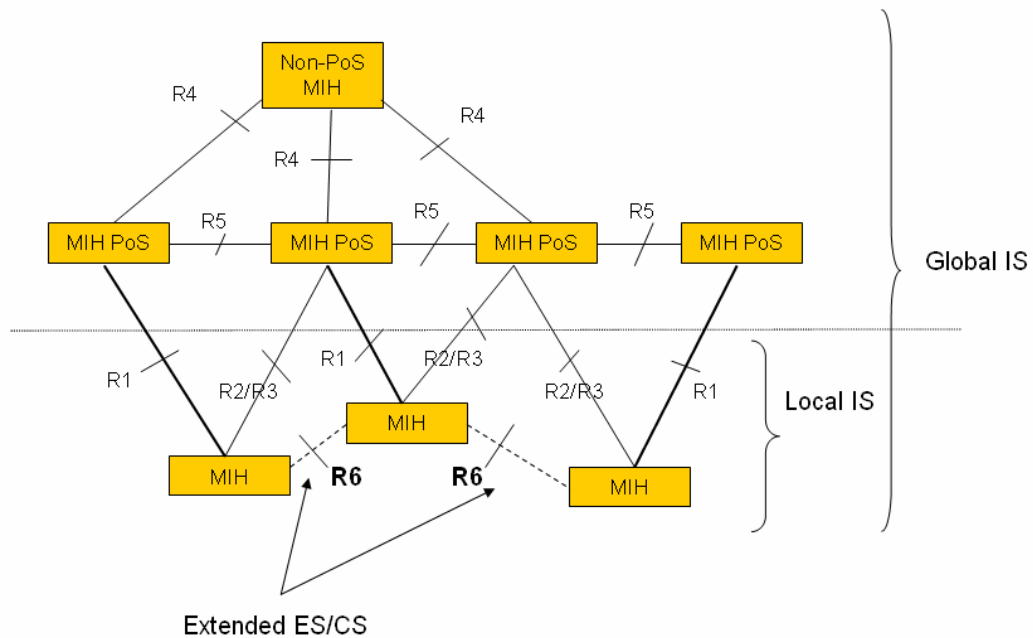 Non-PoS
MIH
R4
R4
R4
R5
R5
R5
MIH PoS
MIH PoS
MIH PoS
MIH PoS
Global IS
R1
R2/R3
R1
R2/R3
R2/R3
R1
Local IS
MIH
MIH
MIH
R6
R6
Extended ES/CS